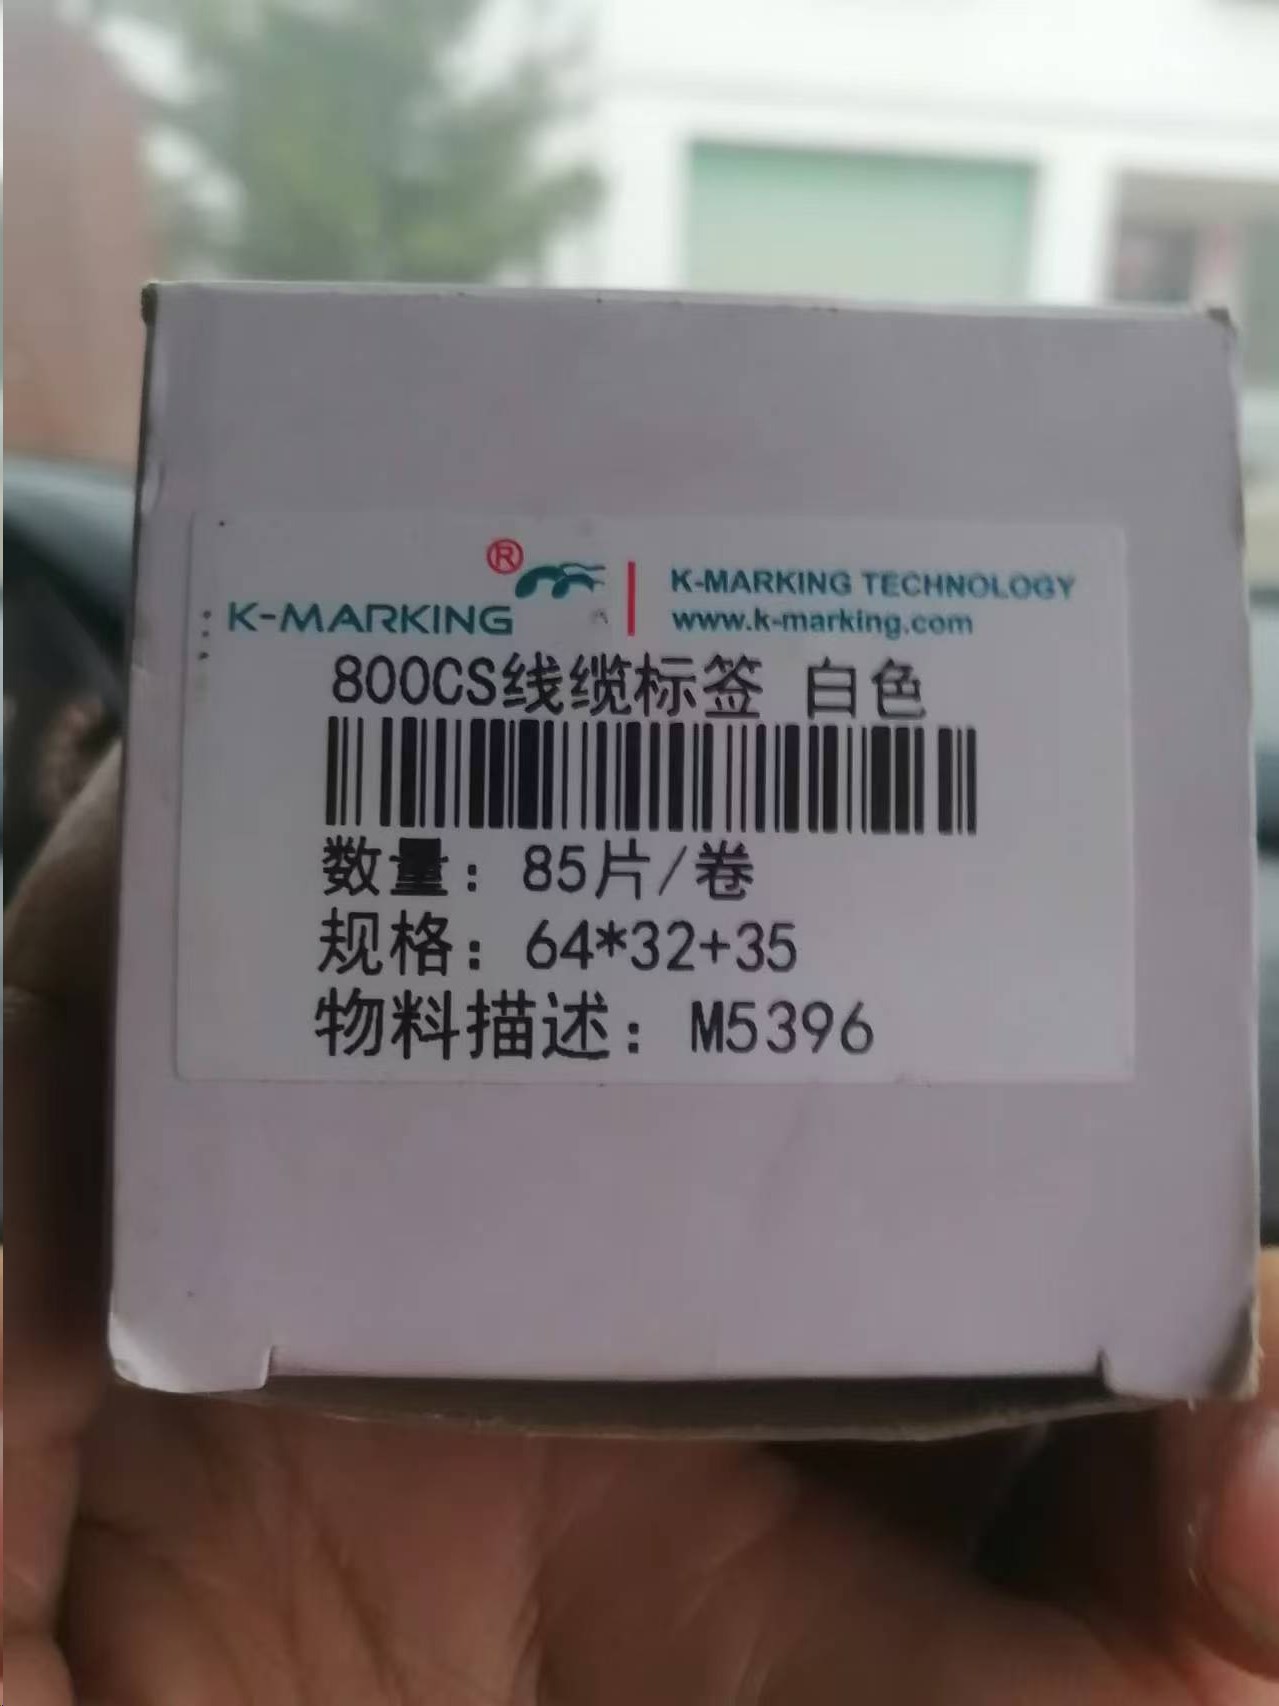 ®
K-MARKING
K-MARKING TECHNOLOGY
www.k-marking.com
800CS线缆标签 白色
数量：85片/卷
规格：64*32+35
物料描述：M5396